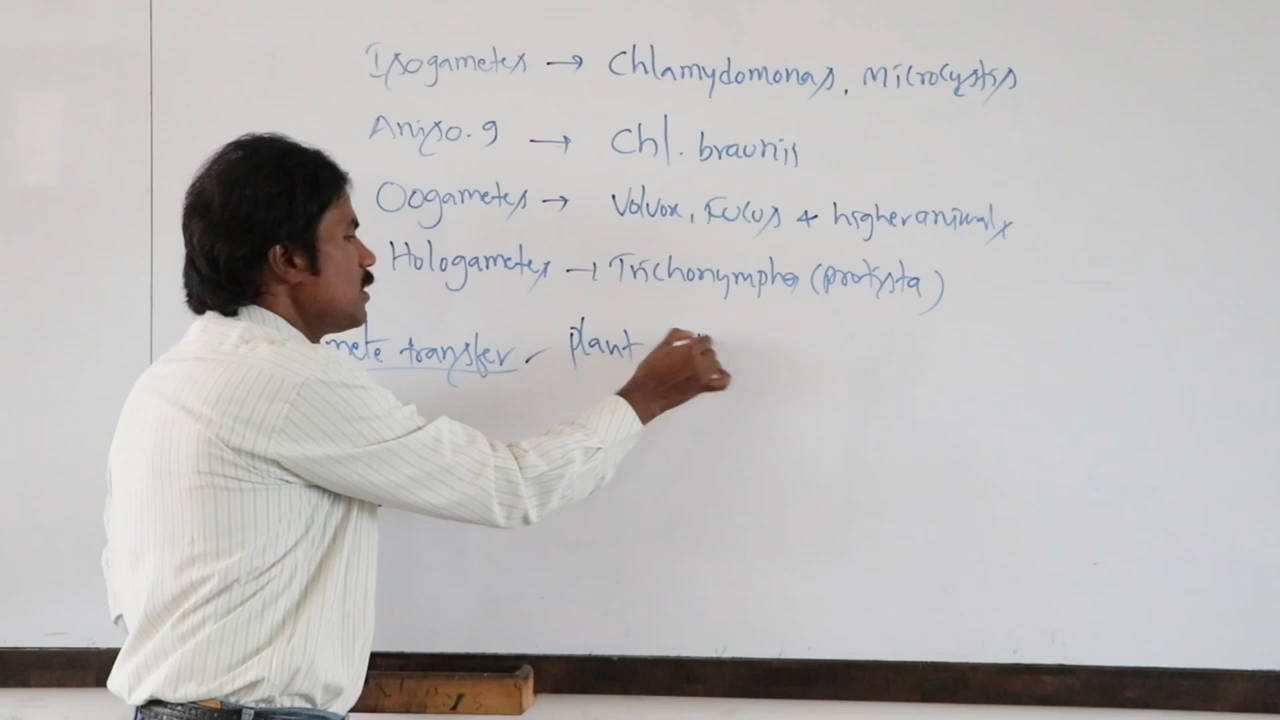 Isogametes → Chlamydomonas, Microcystis
Aniso.g → Chl. braunii
Oogametes → Volvox, Fucus + higher animals
Hologametes → Trichonympha (protista)
mete transfer - plant